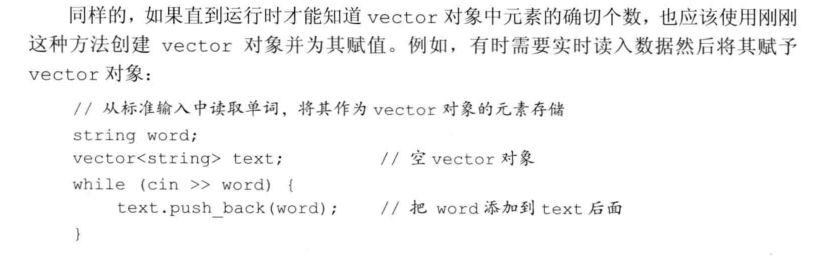 同样的，如果直到运行时才能知道 vector 对象中元素的确切个数，也应该使用刚刚
这种方法创建 vector 对象并为其赋值。例如，有时需要实时读入数据然后将其赋予
vector 对象：
// 从标准输入中读取单词，将其作为 vector 对象的元素存储
string word;
vector<string> text; // 空 vector 对象
while (cin >> word) {
text.push_back(word); // 把 word 添加到 text 后面
}